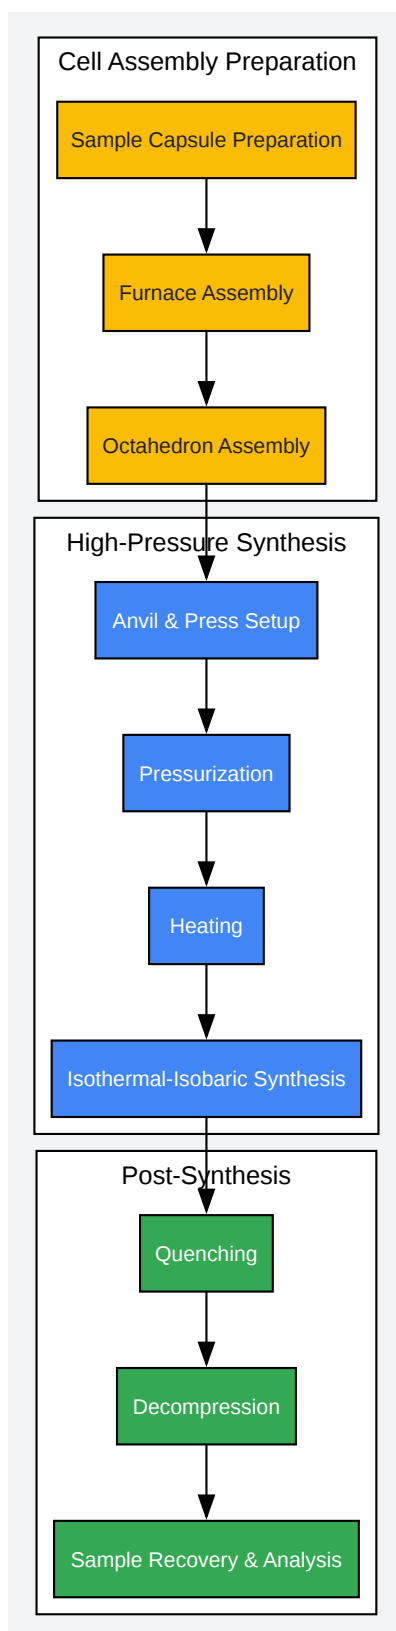 Cell Assembly Preparation
Sample Capsule Preparation
Furnace Assembly
Octahedron Assembly
High-Pressure Synthesis
Anvil & Press Setup
Pressurization
Heating
Isothermal-Isobaric Synthesis
Post-Synthesis
Quenching
Decompression
Sample Recovery & Analysis